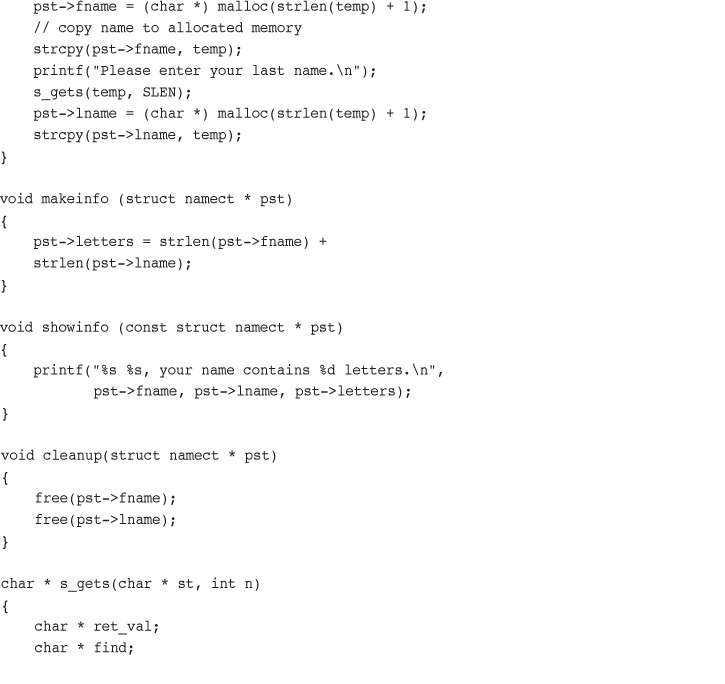 pst->fname = (char *) malloc(strlen(temp) + 1);
// copy name to allocated memory
strcpy(pst->fname, temp);
printf("Please enter your last name.\n");
s_gets(temp, SLEN);
pst->lname = (char *) malloc(strlen(temp) + 1);
strcpy(pst->lname, temp);
}
void makeinfo (struct namect * pst)
{
pst->letters = strlen(pst->fname) +
strlen(pst->lname);
}
void showinfo (const struct namect * pst)
{
printf("%s %s, your name contains %d letters.\n",
pst->fname, pst->lname, pst->letters);
}
void cleanup(struct namect * pst)
{
free(pst->fname);
free(pst->lname);
}
char * s_gets(char * st, int n)
{
char * ret_val;
char * find;